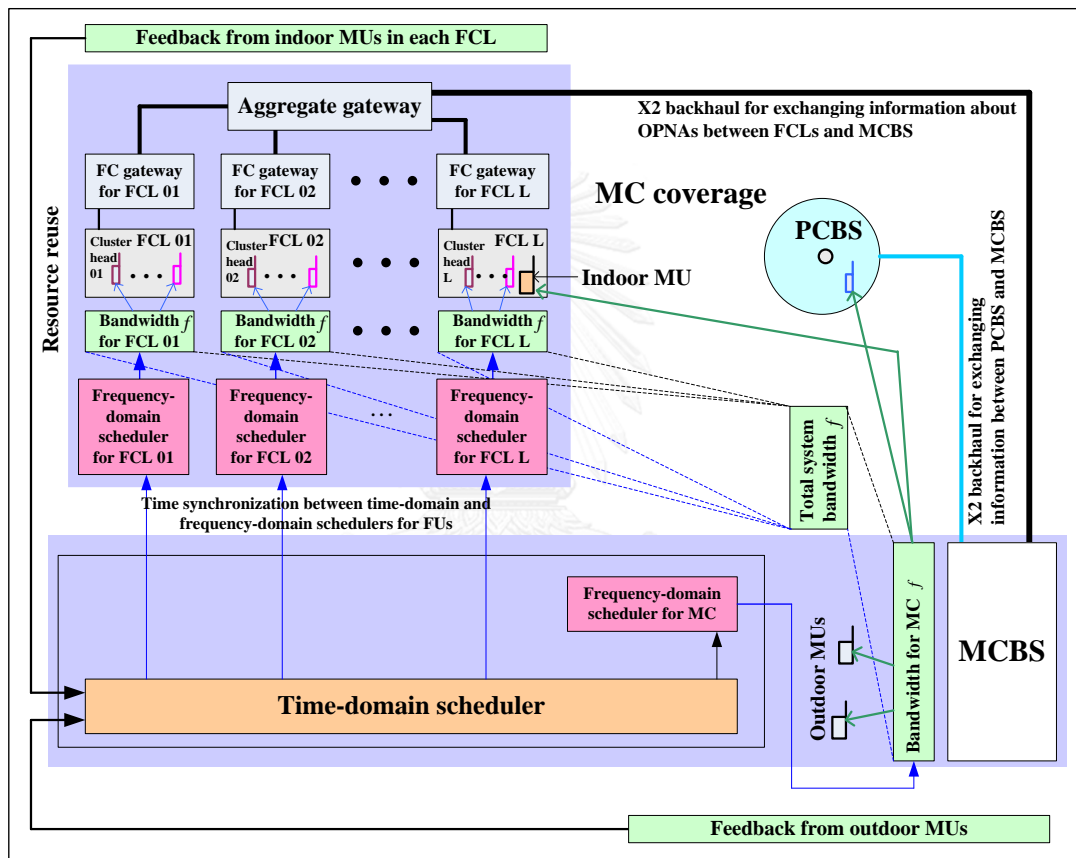 Feedback from indoor MUs in each FCL
Aggregate gateway
X2 backhaul for exchanging information about
OPNAs between FCLs and MCBS
FC gateway
for FCL 01
FC gateway
for FCL 02
FC gateway
for FCL L
MC coverage
Resource reuse
Cluster
head
01
FCL 01
Cluster
head
02
FCL 02
Cluster
head
L
FCL L
Indoor MU
PCBS
X2 backhaul for exchanging
information between PCBS and MCBS
Bandwidth f
for FCL 01
Bandwidth f
for FCL 02
Bandwidth f
for FCL L
Frequency-
domain
scheduler
for FCL 01
Frequency-
domain
scheduler
for FCL 02
...
Frequency-
domain
scheduler
for FCL L
Total system
bandwidth f
Time synchronization between time-domain and
frequency-domain schedulers for FUs
Frequency-domain
scheduler for MC
Outdoor MUs
Bandwidth for MC f
MCBS
Time-domain scheduler
Feedback from outdoor MUs